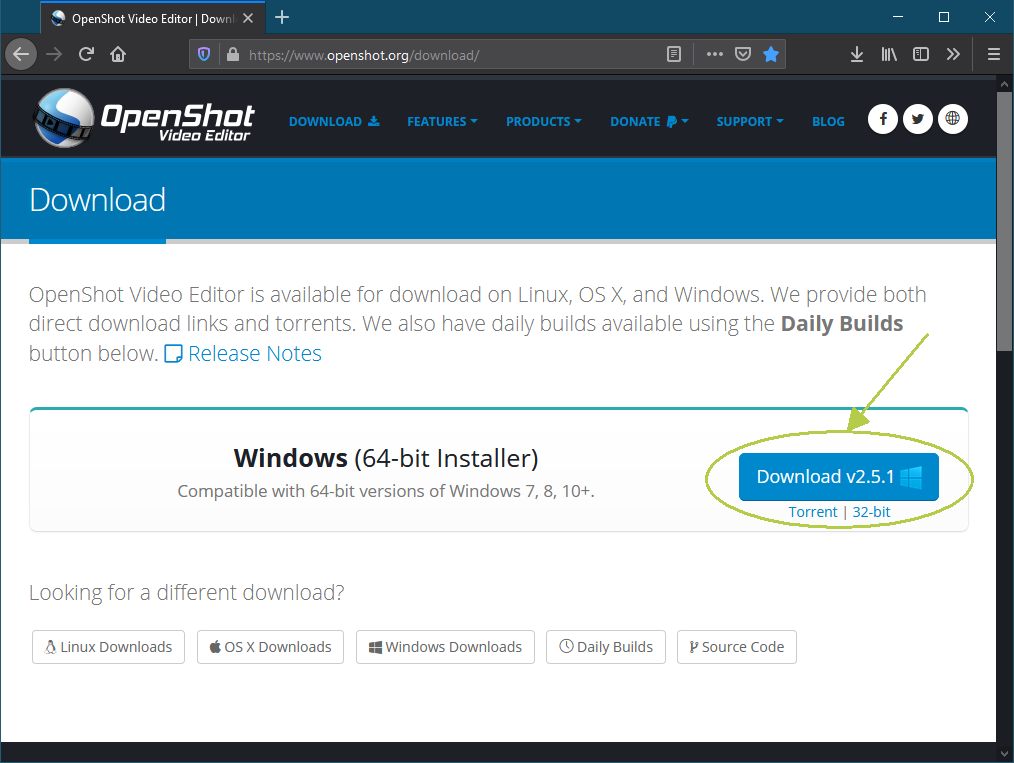 OpenShot Video Editor | Downl
https://www.openshot.org/download/
OpenShot
Video Editor
DOWNLOAD
FEATURES
PRODUCTS
DONATE
SUPPORT
BLOG
Download
OpenShot Video Editor is available for download on Linux, OS X, and Windows. We provide both
direct download links and torrents. We also have daily builds available using the Daily Builds
button below. Release Notes
Windows (64-bit Installer)
Compatible with 64-bit versions of Windows 7, 8, 10+.
Download v2.5.1
Torrent | 32-bit
Looking for a different download?
Linux Downloads
OS X Downloads
Windows Downloads
Daily Builds
Source Code